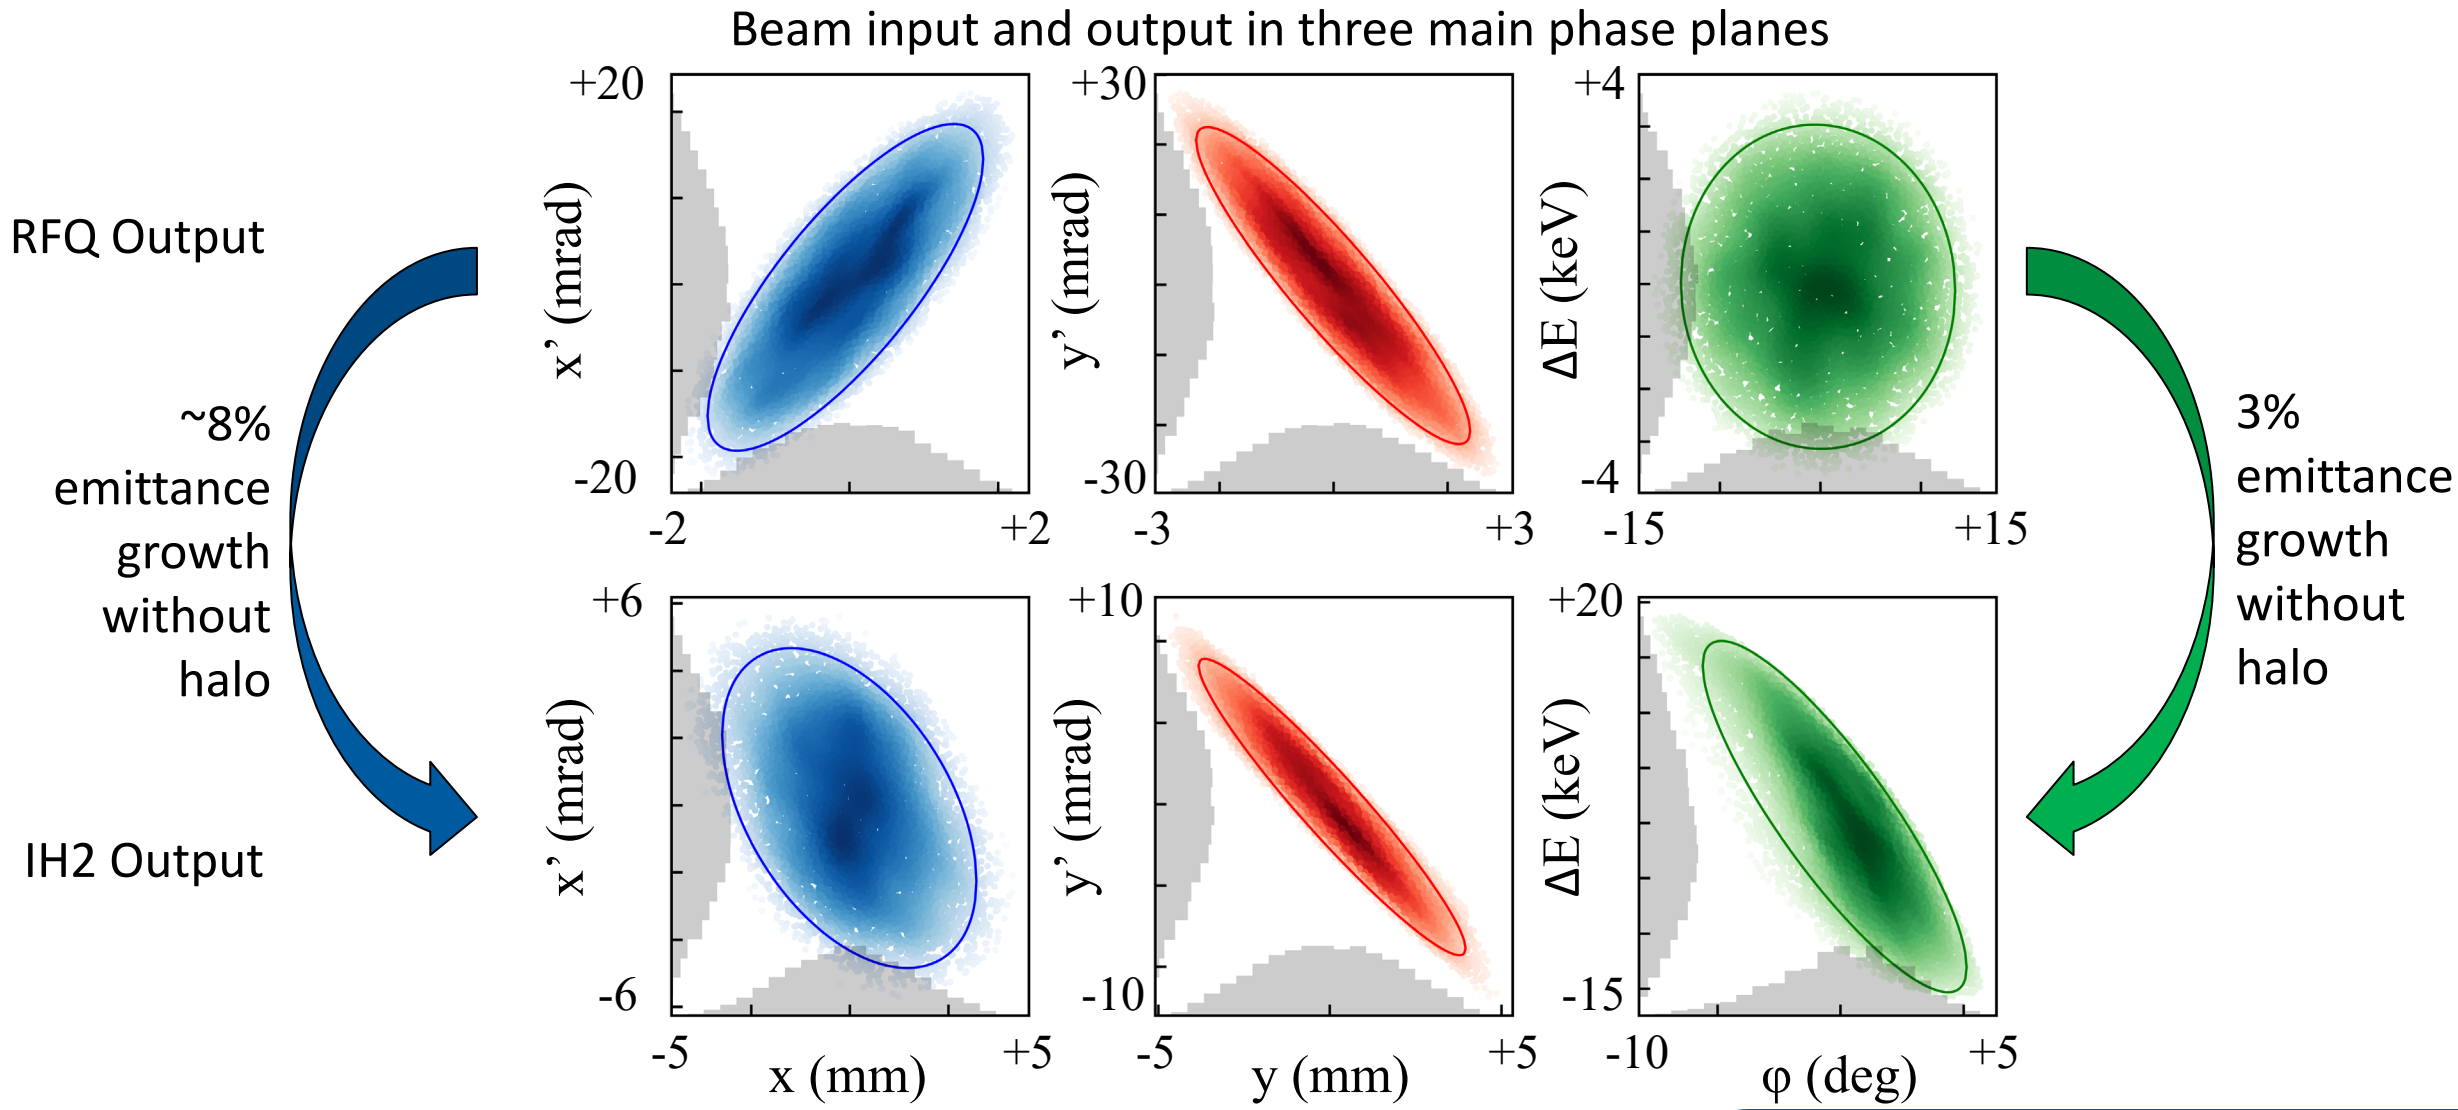 Beam input and output in three main phase planes
RFQ Output
~8%
emittance
growth
without
halo
IH2 Output
+20
x’ (mrad)
-20
-2
+2
+30
y’ (mrad)
-30
-3
+3
+4
ΔE (keV)
-4
-15
+15
+6
x’ (mrad)
-6
-5
+5
x (mm)
+10
y’ (mrad)
-10
-5
+5
y (mm)
+20
ΔE (keV)
-15
-10
+5
φ (deg)
3%
emittance
growth
without
halo